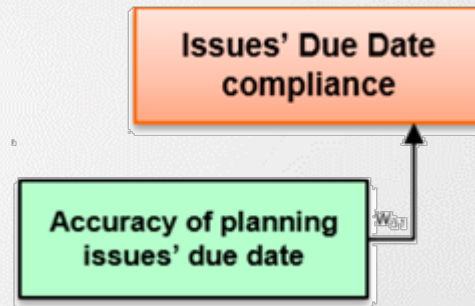 Issues’ Due Date
compliance
Accuracy of planning
issues’ due date